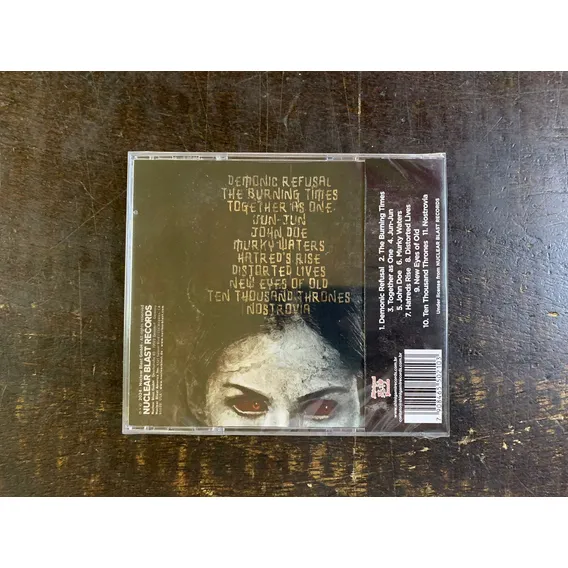 DEMONIC REFUSAL
THE BURNING TIMES
TOGETHER AS ONE
JUN-JUN
JOHN DOE
MURKY WATERS
HATRED'S RISE
DISTORTED LIVES
NEW EYES OF OLD
TEN THOUSAND THRONES
NOSTROVIA
NUCLEAR BLAST RECORDS
1. Demonic Refusal 2. The Burning Times
3. Together as One 4. Jun-Jun
5. John Doe 6. Murky Waters
7. Hatreds Rise 8. Distorted Lives
9. New Eyes of Old
10. Ten Thousand Thrones 11. Nostrovia
Under license from NUCLEAR BLAST RECORDS